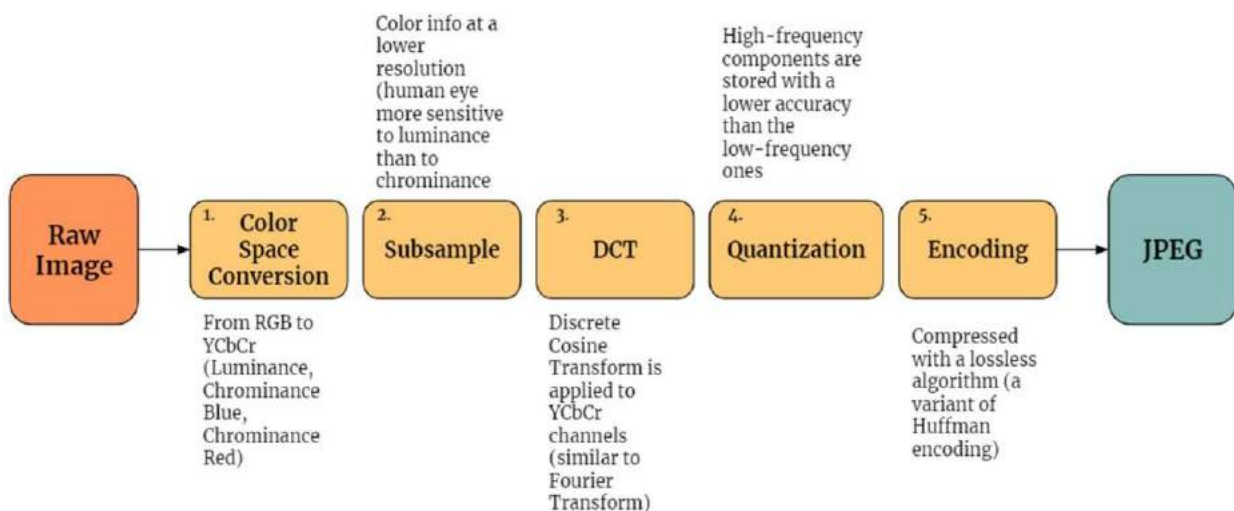 Color info at a
lower
resolution
(human eye
more sensitive
to luminance
than to
chrominance
High-frequency
components are
stored with a
lower accuracy
than the
low-frequency
ones
Raw
Image
1.
Color
Space
Conversion
2.
Subsample
3.
DCT
4.
Quantization
5.
Encoding
JPEG
From RGB to
YCbCr
(Luminance,
Chrominance
Blue,
Chrominance
Red)
Discrete
Cosine
Transform is
applied to
YCbCr
channels
(similar to
Fourier
Transform)
Compressed
with a lossless
algorithm (a
variant of
Huffman
encoding)